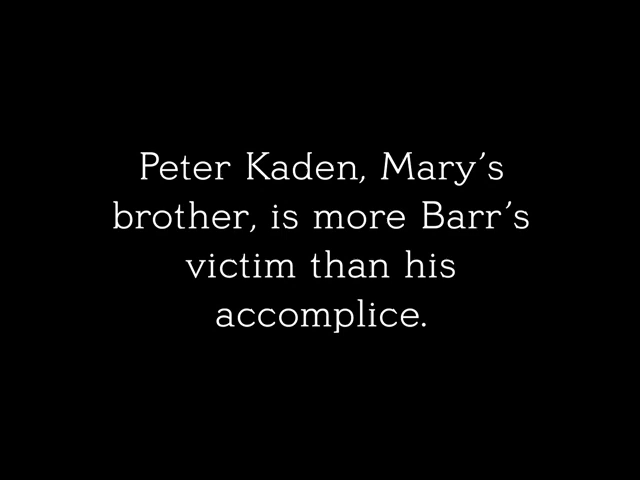 Peter Kaden, Mary's
brother, is more Barr's
victim than his
accomplice.